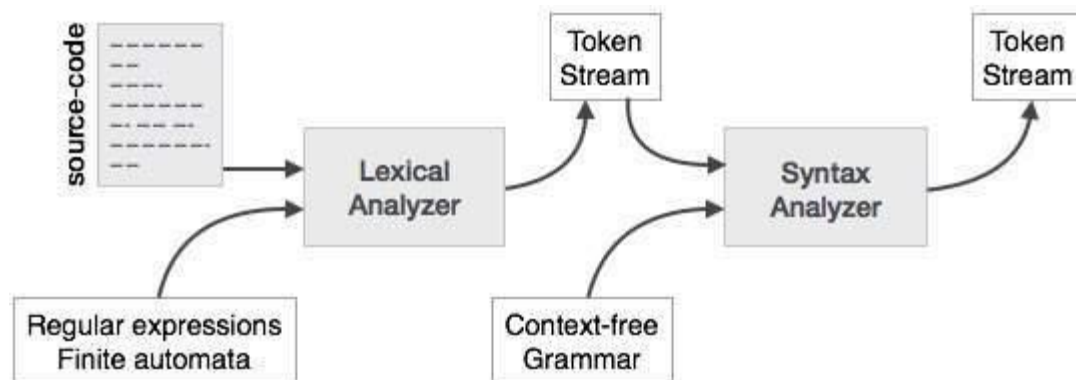 source-code
Token
Stream
Token
Stream
Lexical
Analyzer
Syntax
Analyzer
Regular expressions
Finite automata
Context-free
Grammar